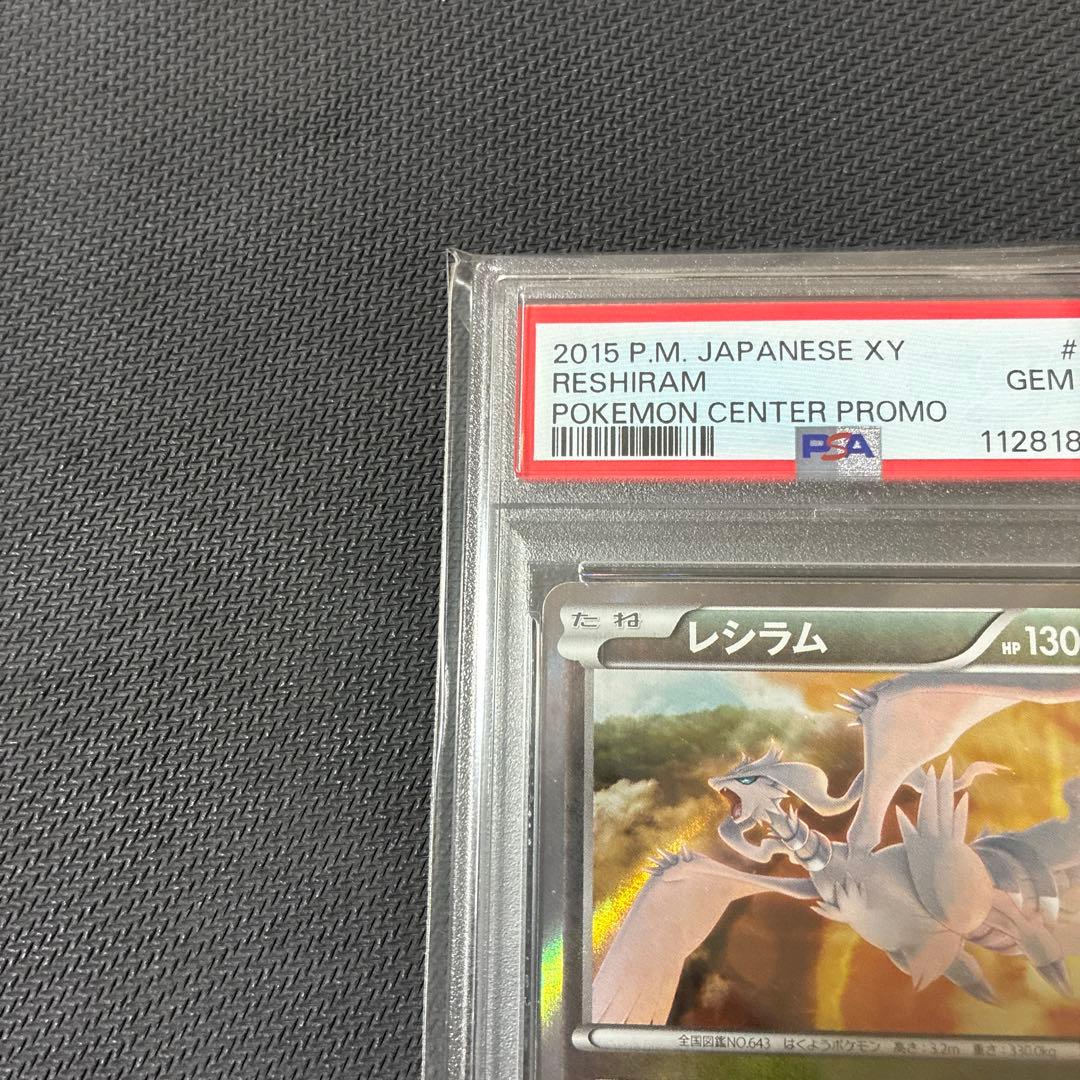 2015 P.M. JAPANESE XY #
RESHIRAM GEM
POKEMON CENTER PROMO
PSA 112818
たね レシラム HP 130
全国図鑑NO.643 はくようポケモン 高さ:3.2m 重さ:330.0kg